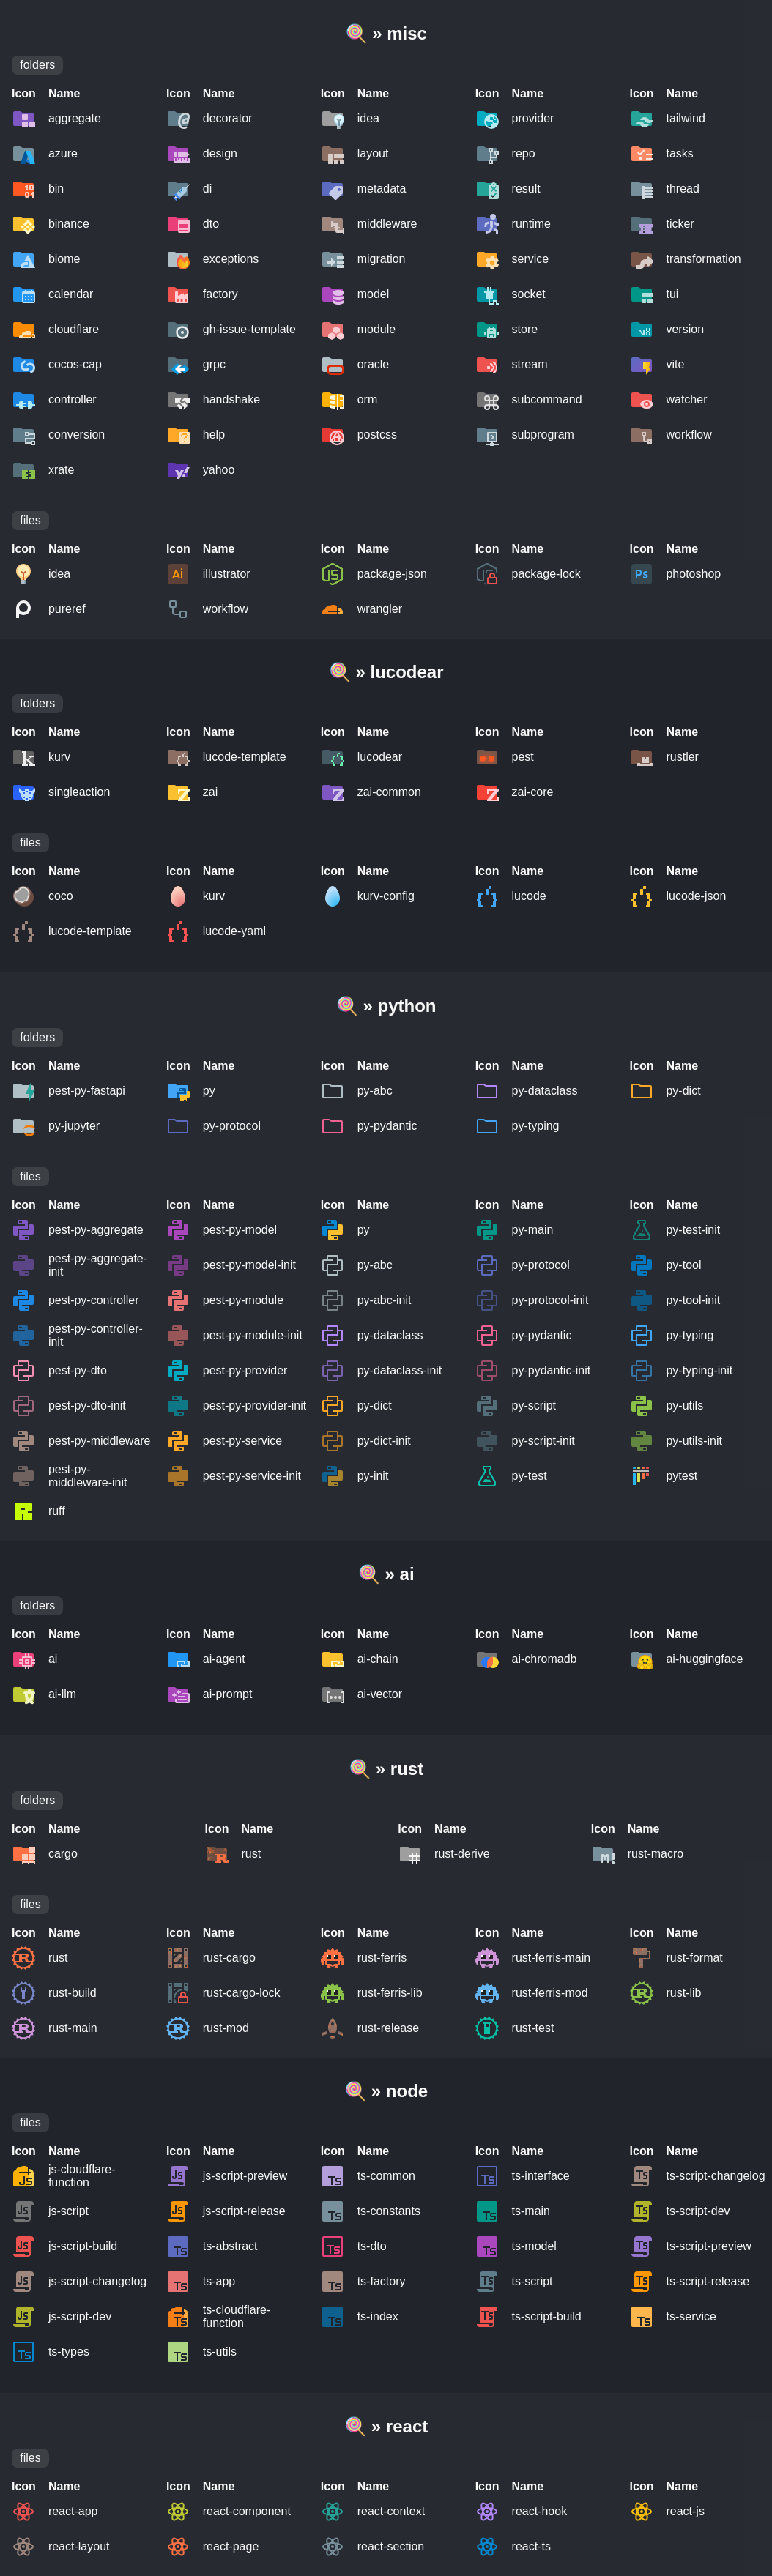 » misc
folders
Icon Name Icon Name Icon Name Icon Name Icon Name
aggregate decorator idea provider tailwind
azure design layout repo tasks
bin di metadata result thread
binance dto middleware runtime ticker
biome exceptions migration service transformation
calendar factory model socket tui
cloudflare gh-issue-template module store version
cocos-cap grpc oracle stream vite
controller handshake orm subcommand watcher
conversion help postcss subprogram workflow
xrate yahoo
files
Icon Name Icon Name Icon Name Icon Name Icon Name
idea illustrator package-json package-lock photoshop
pureref workflow wrangler
» lucodear
folders
Icon Name Icon Name Icon Name Icon Name Icon Name
kurv lucode-template lucodear pest rustler
singleaction zai zai-common zai-core
files
Icon Name Icon Name Icon Name Icon Name Icon Name
coco kurv kurv-config lucode lucode-json
lucode-template lucode-yaml
» python
folders
Icon Name Icon Name Icon Name Icon Name Icon Name
pest-py-fastapi py py-abc py-dataclass py-dict
py-jupyter py-protocol py-pydantic py-typing
files
Icon Name Icon Name Icon Name Icon Name Icon Name
pest-py-aggregate pest-py-model py py-main py-test-init
pest-py-aggregate-
init pest-py-model-init py-abc py-protocol py-tool
pest-py-controller pest-py-module py-abc-init py-protocol-init py-tool-init
pest-py-controller-
init pest-py-module-init py-dataclass py-pydantic py-typing
pest-py-dto pest-py-provider py-dataclass-init py-pydantic-init py-typing-init
pest-py-dto-init pest-py-provider-init py-dict py-script py-utils
pest-py-middleware pest-py-service py-dict-init py-script-init py-utils-init
pest-py-
middleware-init pest-py-service-init py-init py-test pytest
ruff
» ai
folders
Icon Name Icon Name Icon Name Icon Name Icon Name
ai ai-agent ai-chain ai-chromadb ai-huggingface
ai-llm ai-prompt ai-vector
» rust
folders
Icon Name Icon Name Icon Name Icon Name
cargo rust rust-derive rust-macro
files
Icon Name Icon Name Icon Name Icon Name Icon Name
rust rust-cargo rust-ferris rust-ferris-main rust-format
rust-build rust-cargo-lock rust-ferris-lib rust-ferris-mod rust-lib
rust-main rust-mod rust-release rust-test
» node
files
Icon Name Icon Name Icon Name Icon Name Icon Name
js-cloudflare-
function js-script-preview ts-common ts-interface ts-script-changelog
js-script js-script-release ts-constants ts-main ts-script-dev
js-script-build ts-abstract ts-dto ts-model ts-script-preview
js-script-changelog ts-app ts-factory ts-script ts-script-release
js-script-dev ts-cloudflare-
function ts-index ts-script-build ts-service
ts-types ts-utils
» react
files
Icon Name Icon Name Icon Name Icon Name Icon Name
react-app react-component react-context react-hook react-js
react-layout react-page react-section react-ts